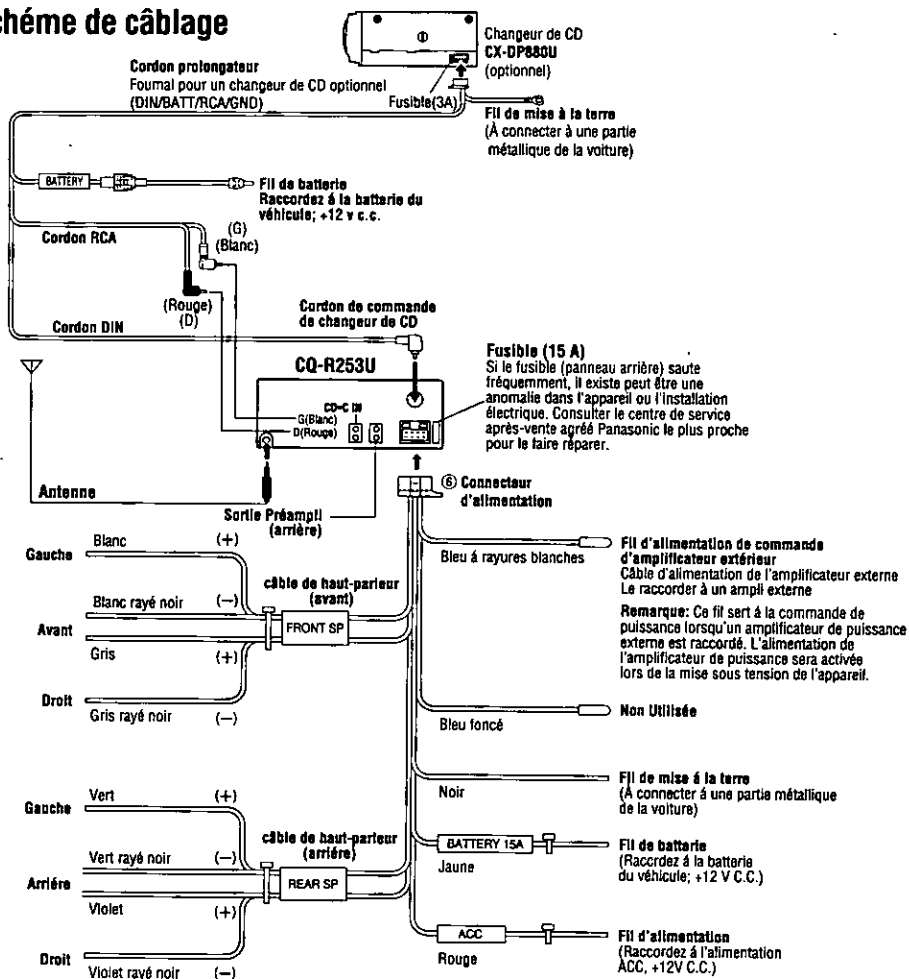 chéme de câblage
Changeur de CD
CX-DP880U
(optionnel)
Cordon prolongateur
Fournal pour un changeur de CD optionnel
(DIN/BATT/RCA/GND)
Fusible(3A)
Fil de mise à la terre
(À connecter à une partie
métallique de la voiture)
BATTERY
Fil de batterie
Raccordez á la batterie du
véhicule; +12 v c.c.
(G)
(Blanc)
Cordon RCA
(Rouge)
(D)
Cordon DIN
Cordon de commande
de changeur de CD
CQ-R253U
CD•C IN
G(Blanc)
D(Rouge)
Fusible (15 A)
Si le fusible (panneau arrière) saute
fréquemment, il existe peut être une
anomalie dans l'appareil ou l'installation
électrique. Consulter le centre de service
après-vente agréé Panasonic le plus proche
pour le faire réparer.
Antenne
Sortie Préampli
(arrière)
⑥ Connecteur
d'alimentation
Gauche
Blanc
(+)
Blanc rayé noir
(−)
Avant
Gris
(+)
Droit
Gris rayé noir
(−)
câble de haut-parleur
(avant)
FRONT SP
Bleu á rayures blanches
Fil d'alimentation de commande
d'amplificateur extérieur
Câble d'alimentation de l'amplificateur externe
Le raccorder à un ampli externe
Remarque: Ce fil sert á la commande de
puissance lorsqu'un amplificateur de puissance
externe est raccordé. L'alimentation de
l'amplificateur de puissance sera activée
lors de la mise sous tension de l'appareil.
Bleu foncé
Non Utilisée
Noir
Fil de mise á la terre
(À connecter á une partie métallique
de la voiture)
Gauche
Vert
(+)
Vert rayé noir
(−)
Arriére
Violet
(+)
Droit
Violet rayé noir
(−)
câble de haut-parteur
(arriére)
REAR SP
BATTERY 15A
Jaune
Fil de batterie
(Raccrdez á la batterie
du véhicule; +12 V C.C.)
ACC
Rouge
Fil d'alimentation
(Raccordez á l'alimentation
ACC, +12V C.C.)